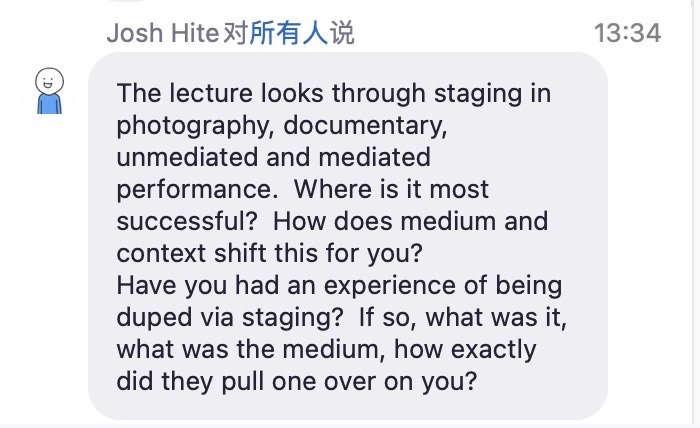 Josh Hite对所有人说 13:34
The lecture looks through staging in
photography, documentary,
unmediated and mediated
performance.  Where is it most
successful?  How does medium and
context shift this for you?
Have you had an experience of being
duped via staging?  If so, what was it,
what was the medium, how exactly
did they pull one over on you?